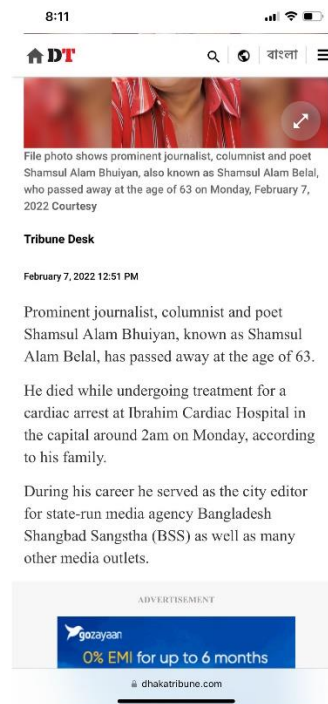 8:11
DT
বাংলা
File photo shows prominent journalist, columnist and poet
Shamsul Alam Bhuiyan, also known as Shamsul Alam Belal,
who passed away at the age of 63 on Monday, February 7,
2022 Courtesy
Tribune Desk
February 7, 2022 12:51 PM
Prominent journalist, columnist and poet
Shamsul Alam Bhuiyan, known as Shamsul
Alam Belal, has passed away at the age of 63.
He died while undergoing treatment for a
cardiac arrest at Ibrahim Cardiac Hospital in
the capital around 2am on Monday, according
to his family.
During his career he served as the city editor
for state-run media agency Bangladesh
Shangbad Sangstha (BSS) as well as many
other media outlets.
ADVERTISEMENT
gozayaan
0% EMI for up to 6 months
dhakatribune.com